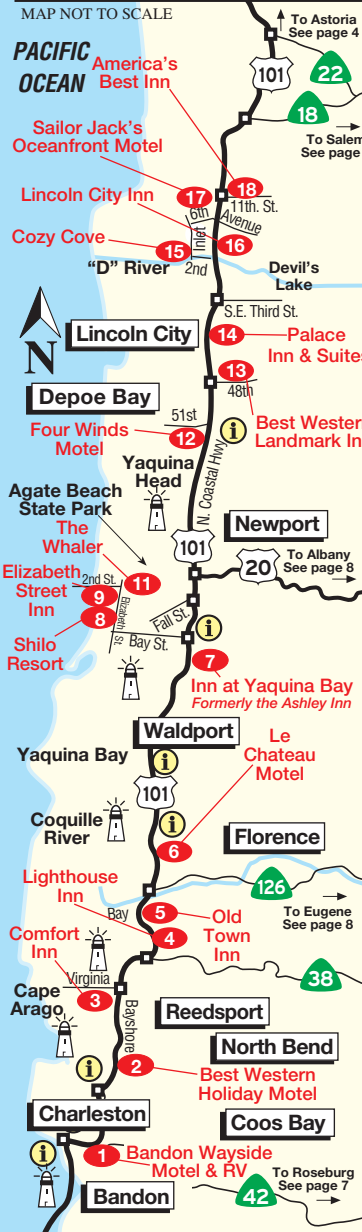 MAP NOT TO SCALE
To Astoria
See page 4
PACIFIC
OCEAN
America's
Best Inn
101
22
18
To Salem
See page
Sailor Jack's
Oceanfront Motel
17
18
6th
11th. St.
Avenue
Lincoln City Inn
Inlet
16
Cozy Cove
15
"D" River
2nd
Devil's
Lake
S.E. Third St.
N
Lincoln City
14
Palace
Inn & Suites
13
48th
Depoe Bay
51st
Four Winds
Motel
12
i
Best Western
Landmark In
Yaquina
Head
N. Coastal Hwy
Agate Beach
State Park
Newport
The
Whaler
101
20
To Albany
See page 8
Elizabeth
Street
Inn
2nd St.
11
9
8
Elizabeth St.
Fall St.
i
Shilo
Resort
Bay St.
7
Inn at Yaquina Bay
Formerly the Ashley Inn
Waldport
Le
Chateau
Motel
Yaquina Bay
i
101
Coquille
River
i
Florence
6
Lighthouse
Inn
126
Bay
5
Old
Town
Inn
To Eugene
See page 8
4
Comfort
Inn
38
Virginia
3
Cape
Arago
Bayshore
Reedsport
North Bend
i
2
Best Western
Holiday Motel
Charleston
Coos Bay
i
1
Bandon Wayside
Motel & RV
Bandon
42
To Roseburg
See page 7